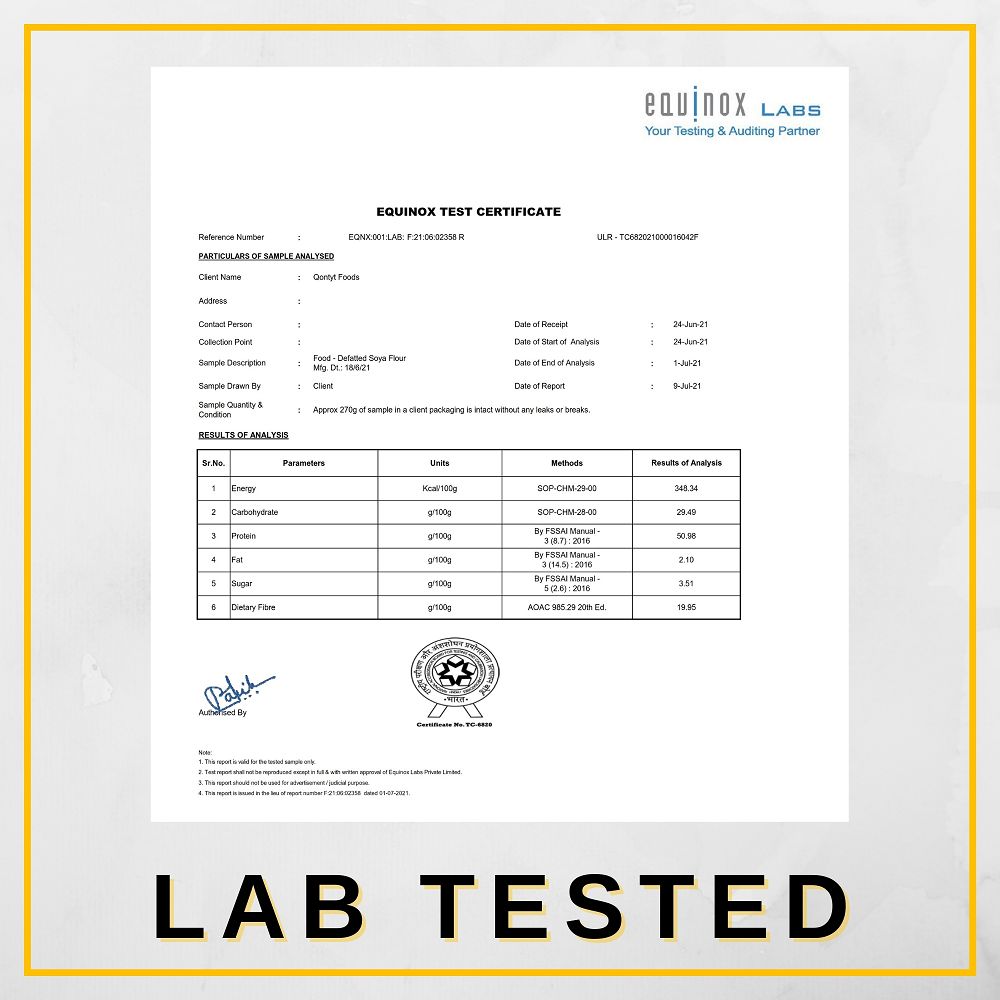 equinox LABS
Your Testing & Auditing Partner
EQUINOX TEST CERTIFICATE
Reference Number : EQNX:001:LAB: F:21:06:02358 R ULR - TC682021000016042F
PARTICULARS OF SAMPLE ANALYSED
Client Name : Qontyt Foods
Address :
Contact Person : Date of Receipt : 24-Jun-21
Collection Point : Date of Start of Analysis : 24-Jun-21
Sample Description : Food - Defatted Soya Flour
Mfg. Dt.: 18/6/21 Date of End of Analysis : 1-Jul-21
Sample Drawn By : Client Date of Report : 9-Jul-21
Sample Quantity &
Condition : Approx 270g of sample in a client packaging is intact without any leaks or breaks.
RESULTS OF ANALYSIS
Sr.No. Parameters Units Methods Results of Analysis
1 Energy Kcal/100g SOP-CHM-29-00 348.34
2 Carbohydrate g/100g SOP-CHM-28-00 29.49
3 Protein g/100g By FSSAI Manual -
3 (8.7) : 2016 50.98
4 Fat g/100g By FSSAI Manual -
3 (14.5) : 2016 2.10
5 Sugar g/100g By FSSAI Manual -
5 (2.6) : 2016 3.51
6 Dietary Fibre g/100g AOAC 985.29 20th Ed. 19.95
भारत
Certificate No. TC-6820
Authorised By
Note:
1. This report is valid for the tested sample only.
2. Test report shall not be reproduced except in full & with written approval of Equinox Labs Private Limited.
3. This report should not be used for advertisement / judicial purpose.
4. This report is issued in the lieu of report number F:21:06:02358 dated 01-07-2021.
LAB TESTED